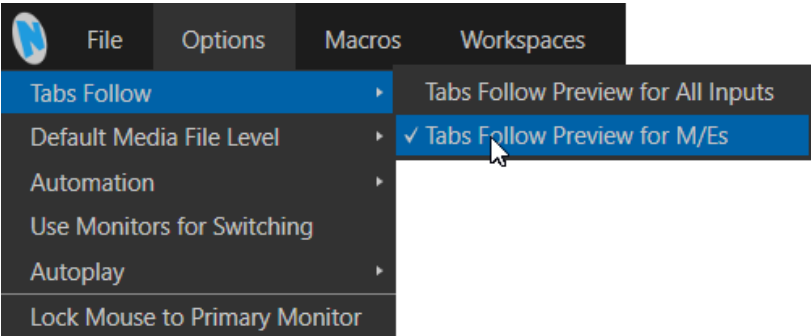 N File Options Macros Workspaces
Tabs Follow
Tabs Follow Preview for All Inputs
Default Media File Level
✓ Tabs Follow Preview for M/Es
Automation
Use Monitors for Switching
Autoplay
Lock Mouse to Primary Monitor